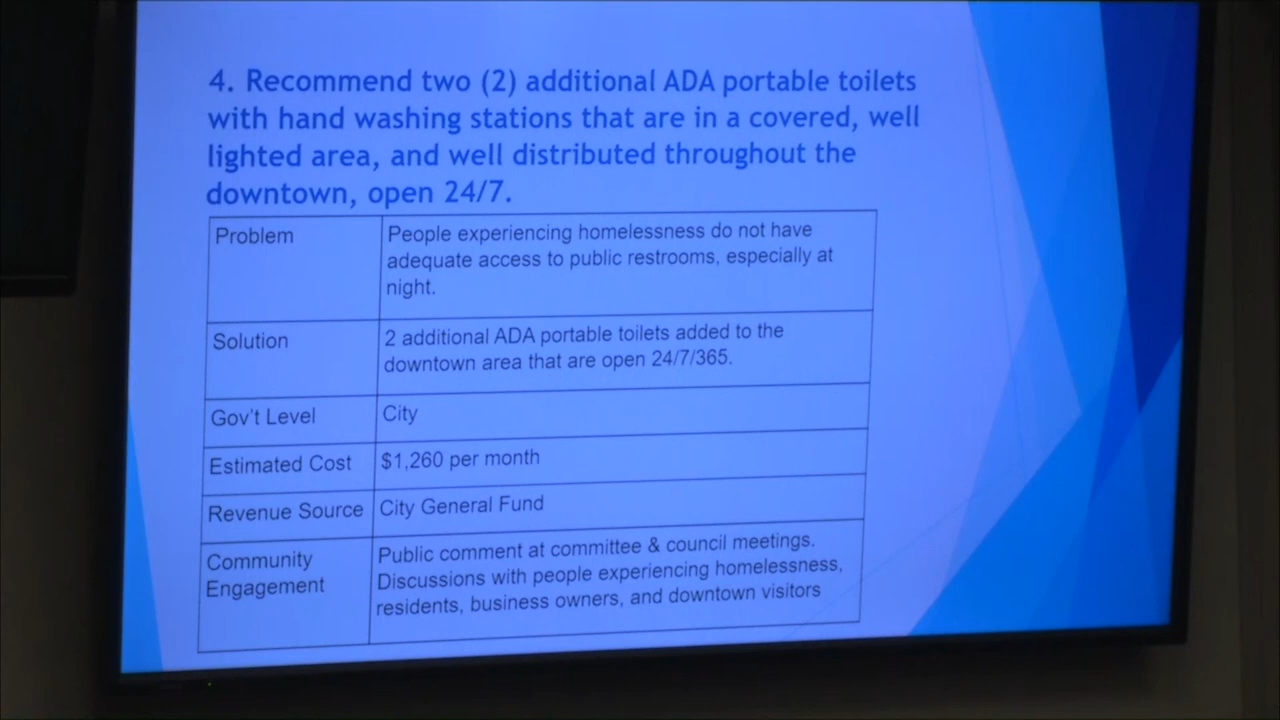 4. Recommend two (2) additional ADA portable toilets
with hand washing stations that are in a covered, well
lighted area, and well distributed throughout the
downtown, open 24/7.
Problem
People experiencing homelessness do not have
adequate access to public restrooms, especially at
night.
Solution
2 additional ADA portable toilets added to the
downtown area that are open 24/7/365.
Gov't Level
City
Estimated Cost
$1,260 per month
Revenue Source
City General Fund
Community
Engagement
Public comment at committee & council meetings.
Discussions with people experiencing homelessness,
residents, business owners, and downtown visitors